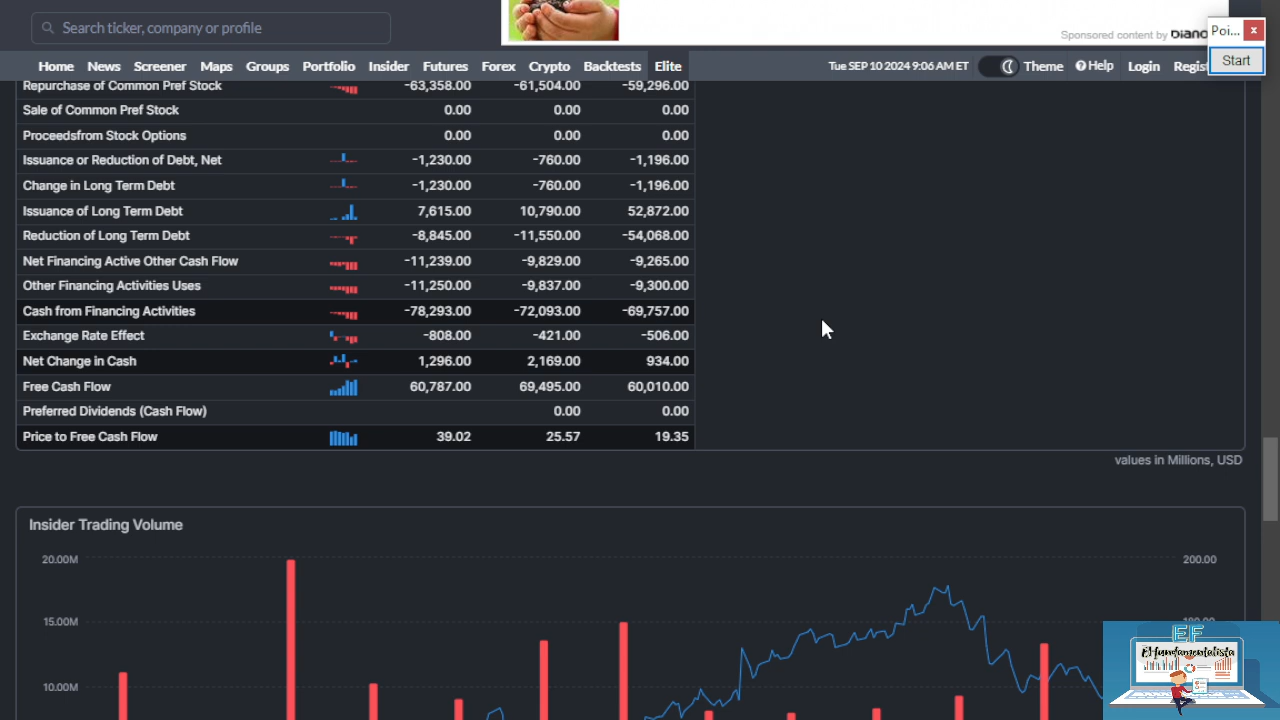 Search ticker, company or profile
Sponsored content by
Poi...
x
Start
Home News Screener Maps Groups Portfolio Insider Futures Forex Crypto Backtests Elite
Tue SEP 10 2024 9:06 AM ET Theme Help Login
Repurchase of Common Pref Stock -63,358.00 -61,504.00 -59,296.00
Sale of Common Pref Stock 0.00 0.00 0.00
Proceedsfrom Stock Options 0.00 0.00 0.00
Issuance or Reduction of Debt, Net -1,230.00 -760.00 -1,196.00
Change in Long Term Debt -1,230.00 -760.00 -1,196.00
Issuance of Long Term Debt 7,615.00 10,790.00 52,872.00
Reduction of Long Term Debt -8,845.00 -11,550.00 -54,068.00
Net Financing Active Other Cash Flow -11,239.00 -9,829.00 -9,265.00
Other Financing Activities Uses -11,250.00 -9,837.00 -9,300.00
Cash from Financing Activities -78,293.00 -72,093.00 -69,757.00
Exchange Rate Effect -808.00 -421.00 -506.00
Net Change in Cash 1,296.00 2,169.00 934.00
Free Cash Flow 60,787.00 69,495.00 60,010.00
Preferred Dividends (Cash Flow) 0.00 0.00
Price to Free Cash Flow 39.02 25.57 19.35
values in Millions, USD
Insider Trading Volume
20.00M 200.00
15.00M
10.00M
EF
ElFundamentalista